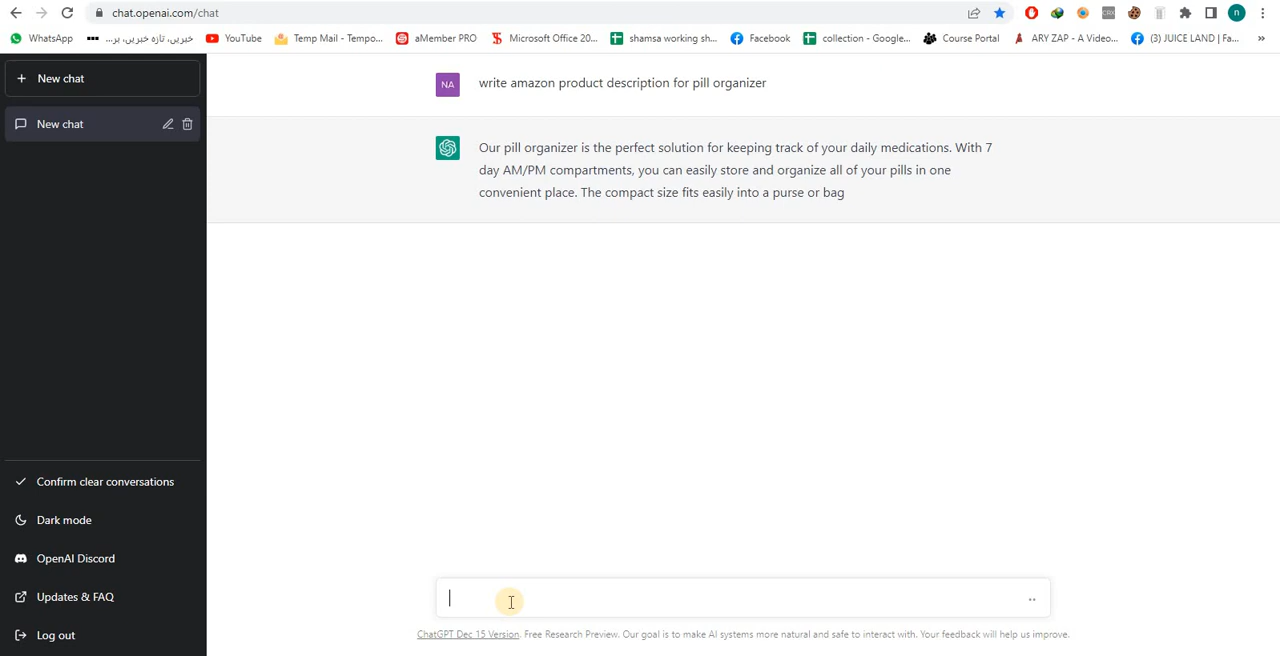 chat.openai.com/chat
n
WhatsApp
خبریں، تازہ خبریں، بر...
YouTube
Temp Mail - Tempo...
aMember PRO
Microsoft Office 20...
shamsa working sh...
Facebook
collection - Google...
Course Portal
ARY ZAP - A Video...
(3) JUICE LAND | Fa...
»
+ New chat
New chat
NA
write amazon product description for pill organizer
Our pill organizer is the perfect solution for keeping track of your daily medications. With 7
day AM/PM compartments, you can easily store and organize all of your pills in one
convenient place. The compact size fits easily into a purse or bag
Confirm clear conversations
Dark mode
OpenAI Discord
Updates & FAQ
Log out
ChatGPT Dec 15 Version. Free Research Preview. Our goal is to make AI systems more natural and safe to interact with. Your feedback will help us improve.